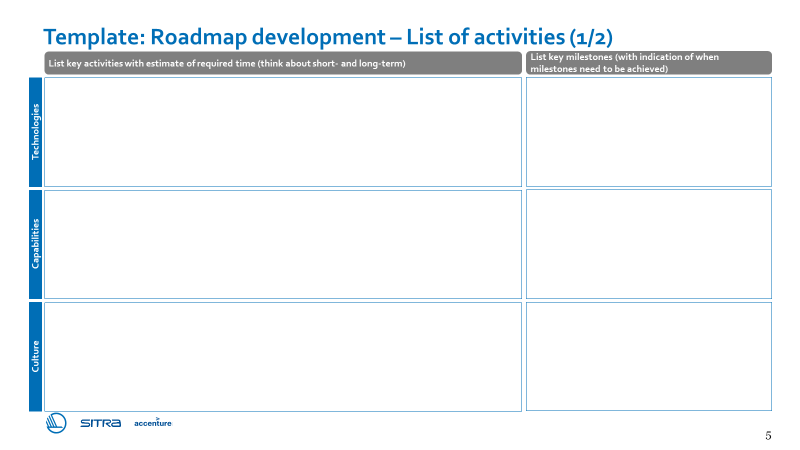 Template: Roadmap development – List of activities (1/2)
List key activities with estimate of required time (think about short- and long-term)
List key milestones (with indication of when
milestones need to be achieved)
Technologies
Capabilities
Culture
SITRA
accenture
5